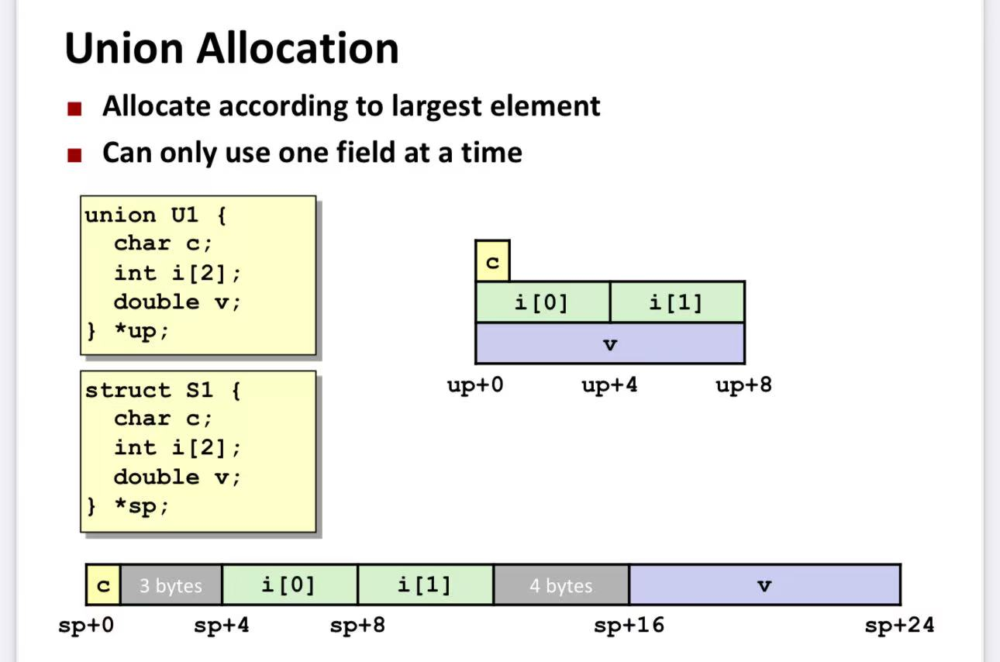 Union Allocation
Allocate according to largest element
Can only use one field at a time
union U1 {
  char c;
  int i[2];
  double v;
} *up;
c
i[0] i[1]
v
up+0 up+4 up+8
struct S1 {
  char c;
  int i[2];
  double v;
} *sp;
c 3 bytes i[0] i[1] 4 bytes v
sp+0 sp+4 sp+8 sp+16 sp+24